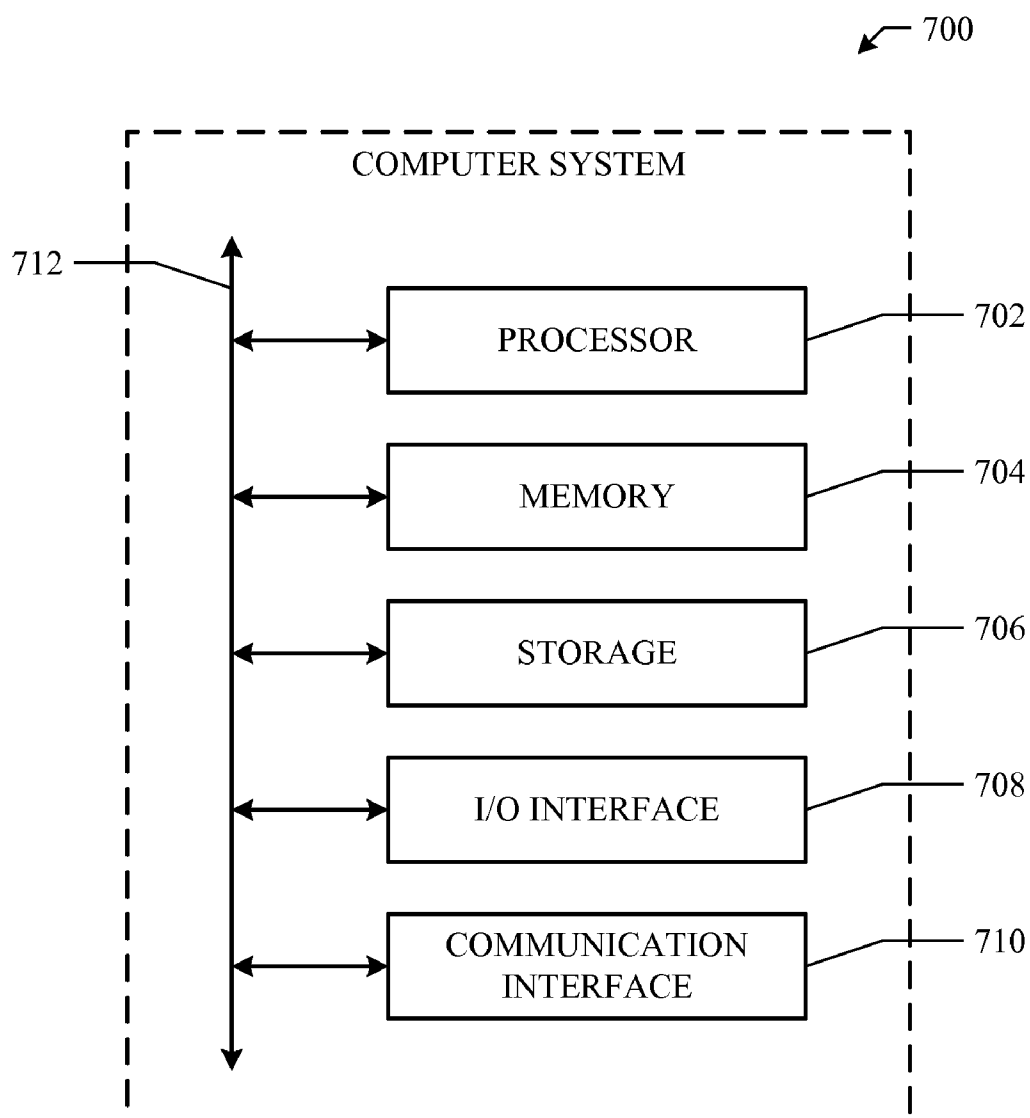 700
COMPUTER SYSTEM
712
PROCESSOR
702
MEMORY
704
STORAGE
706
I/O INTERFACE
708
COMMUNICATION
INTERFACE
710